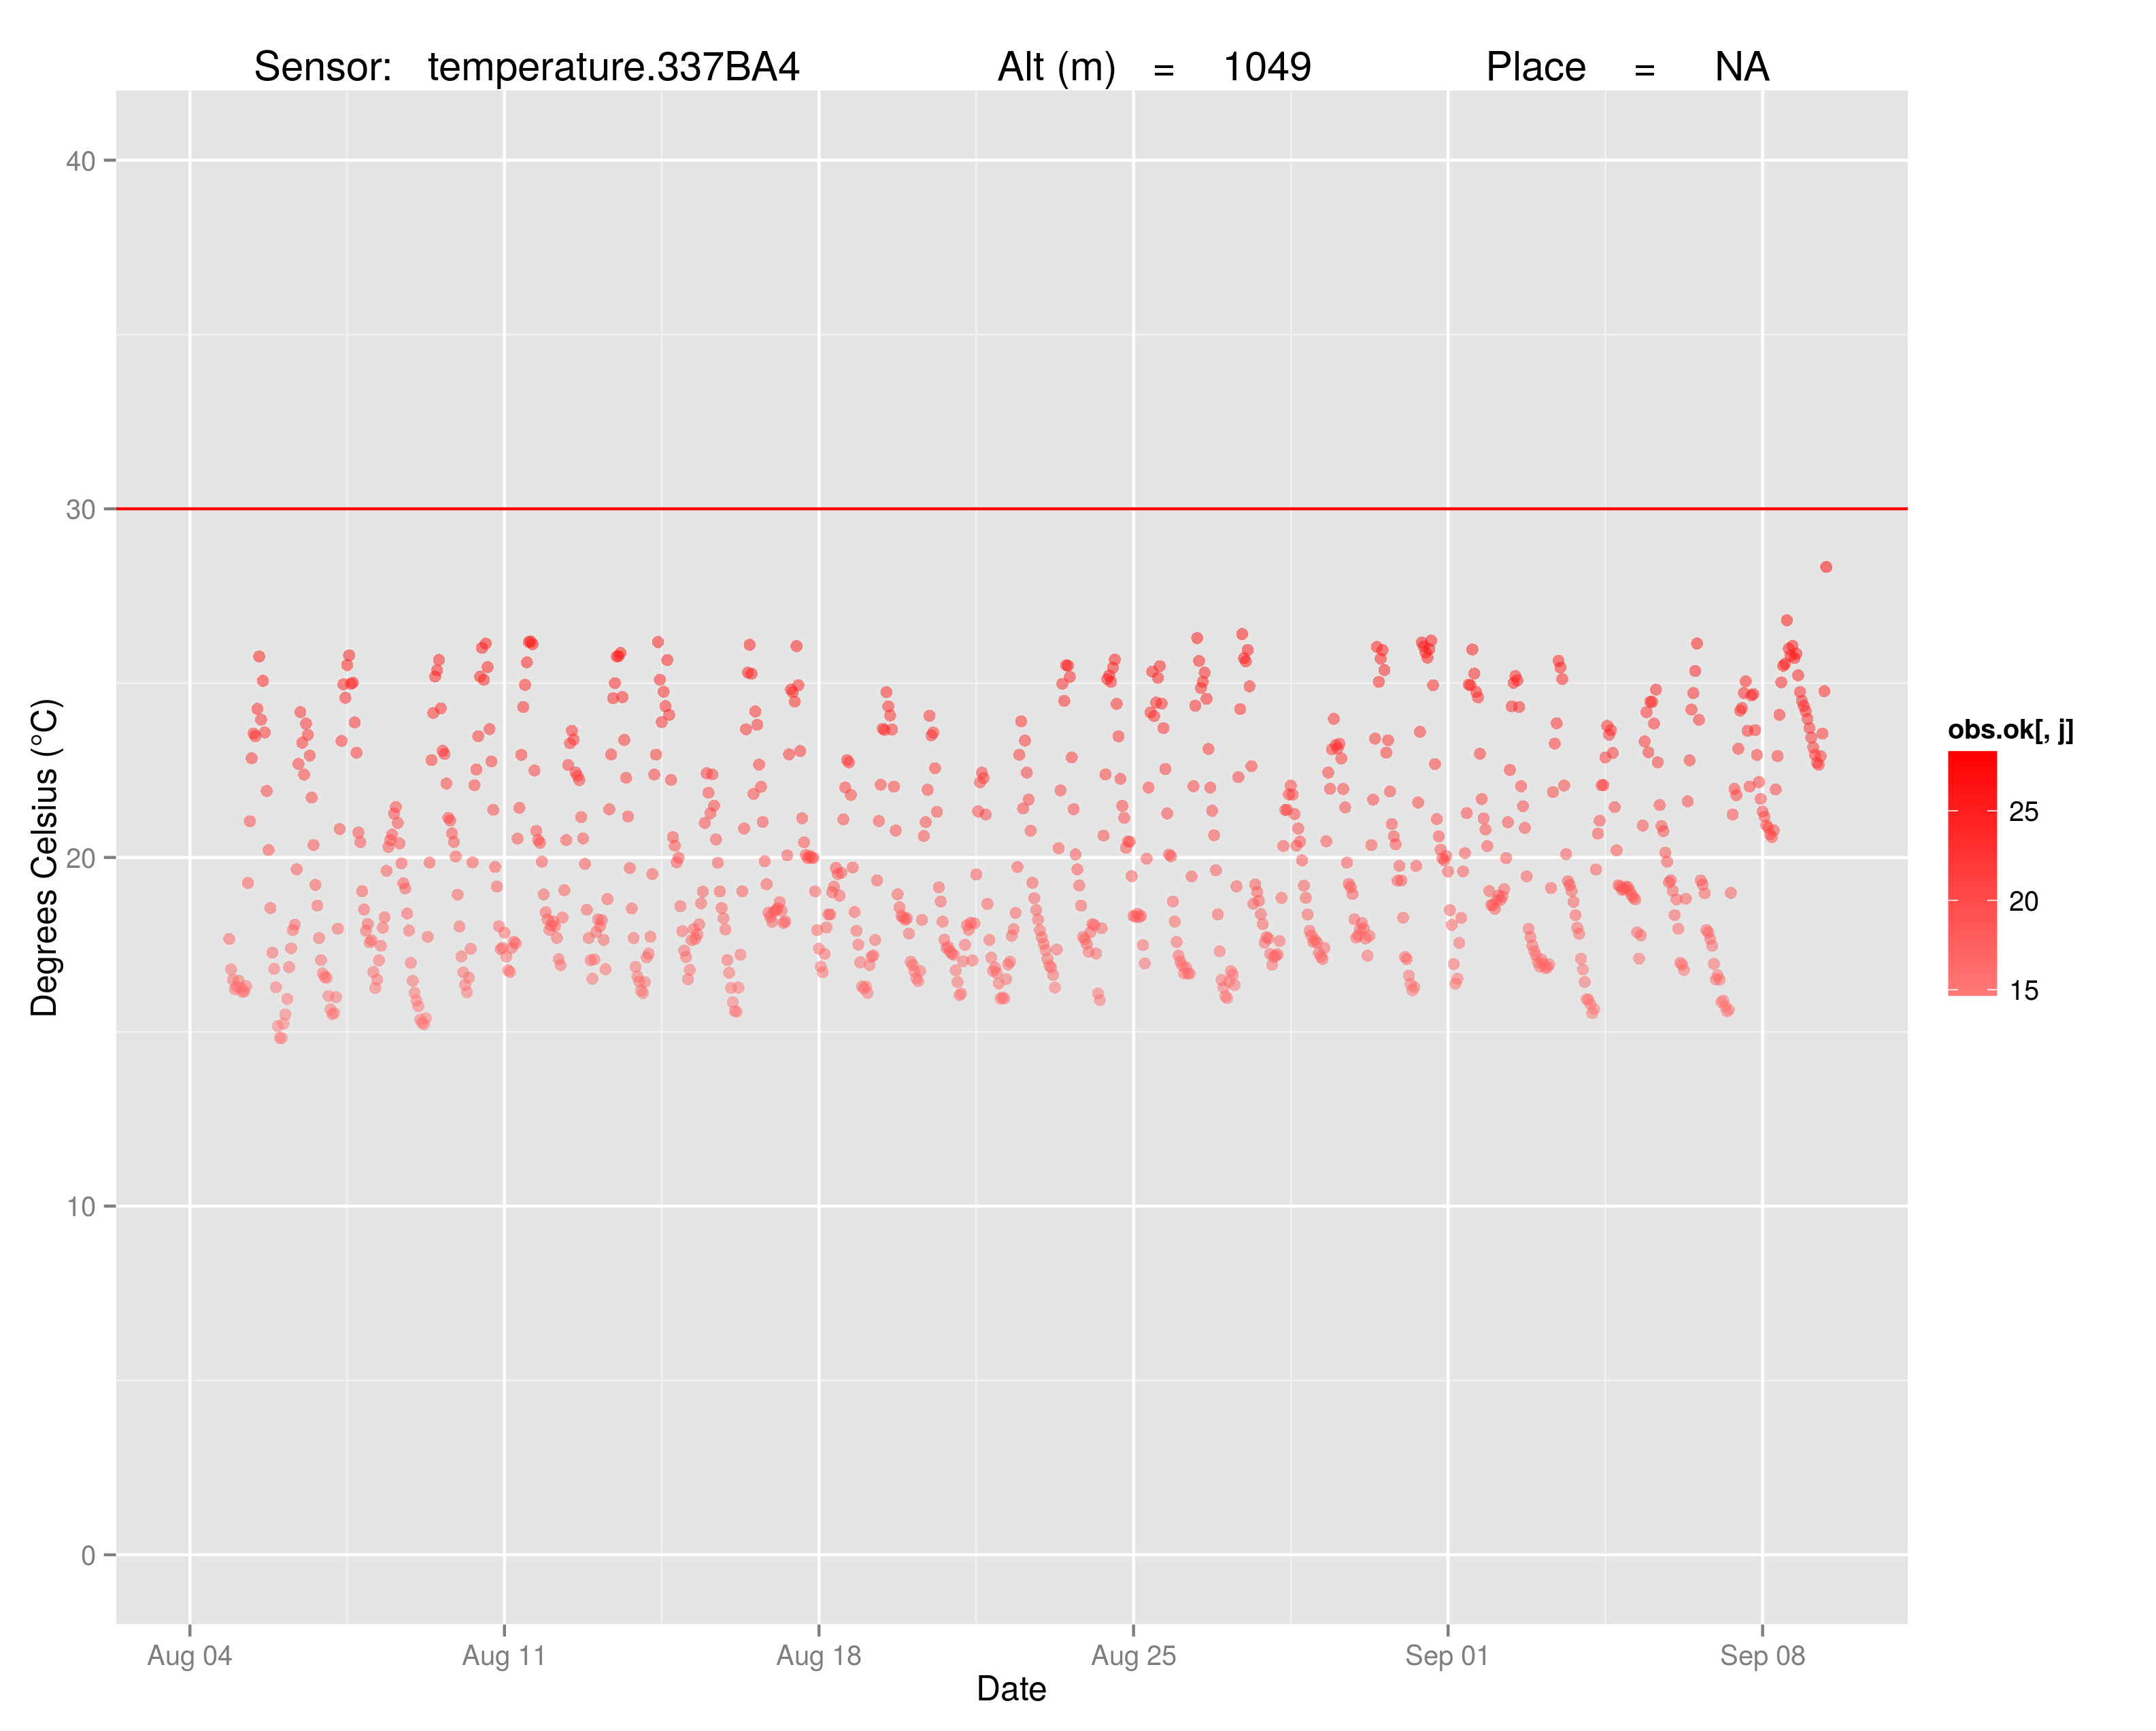 Sensor: temperature.337BA4 Alt (m) = 1049 Place = NA
40
30
20
10
0
Degrees Celsius (°C)
Aug 04 Aug 11 Aug 18 Aug 25 Sep 01 Sep 08
Date
obs.ok[, j]
25
20
15